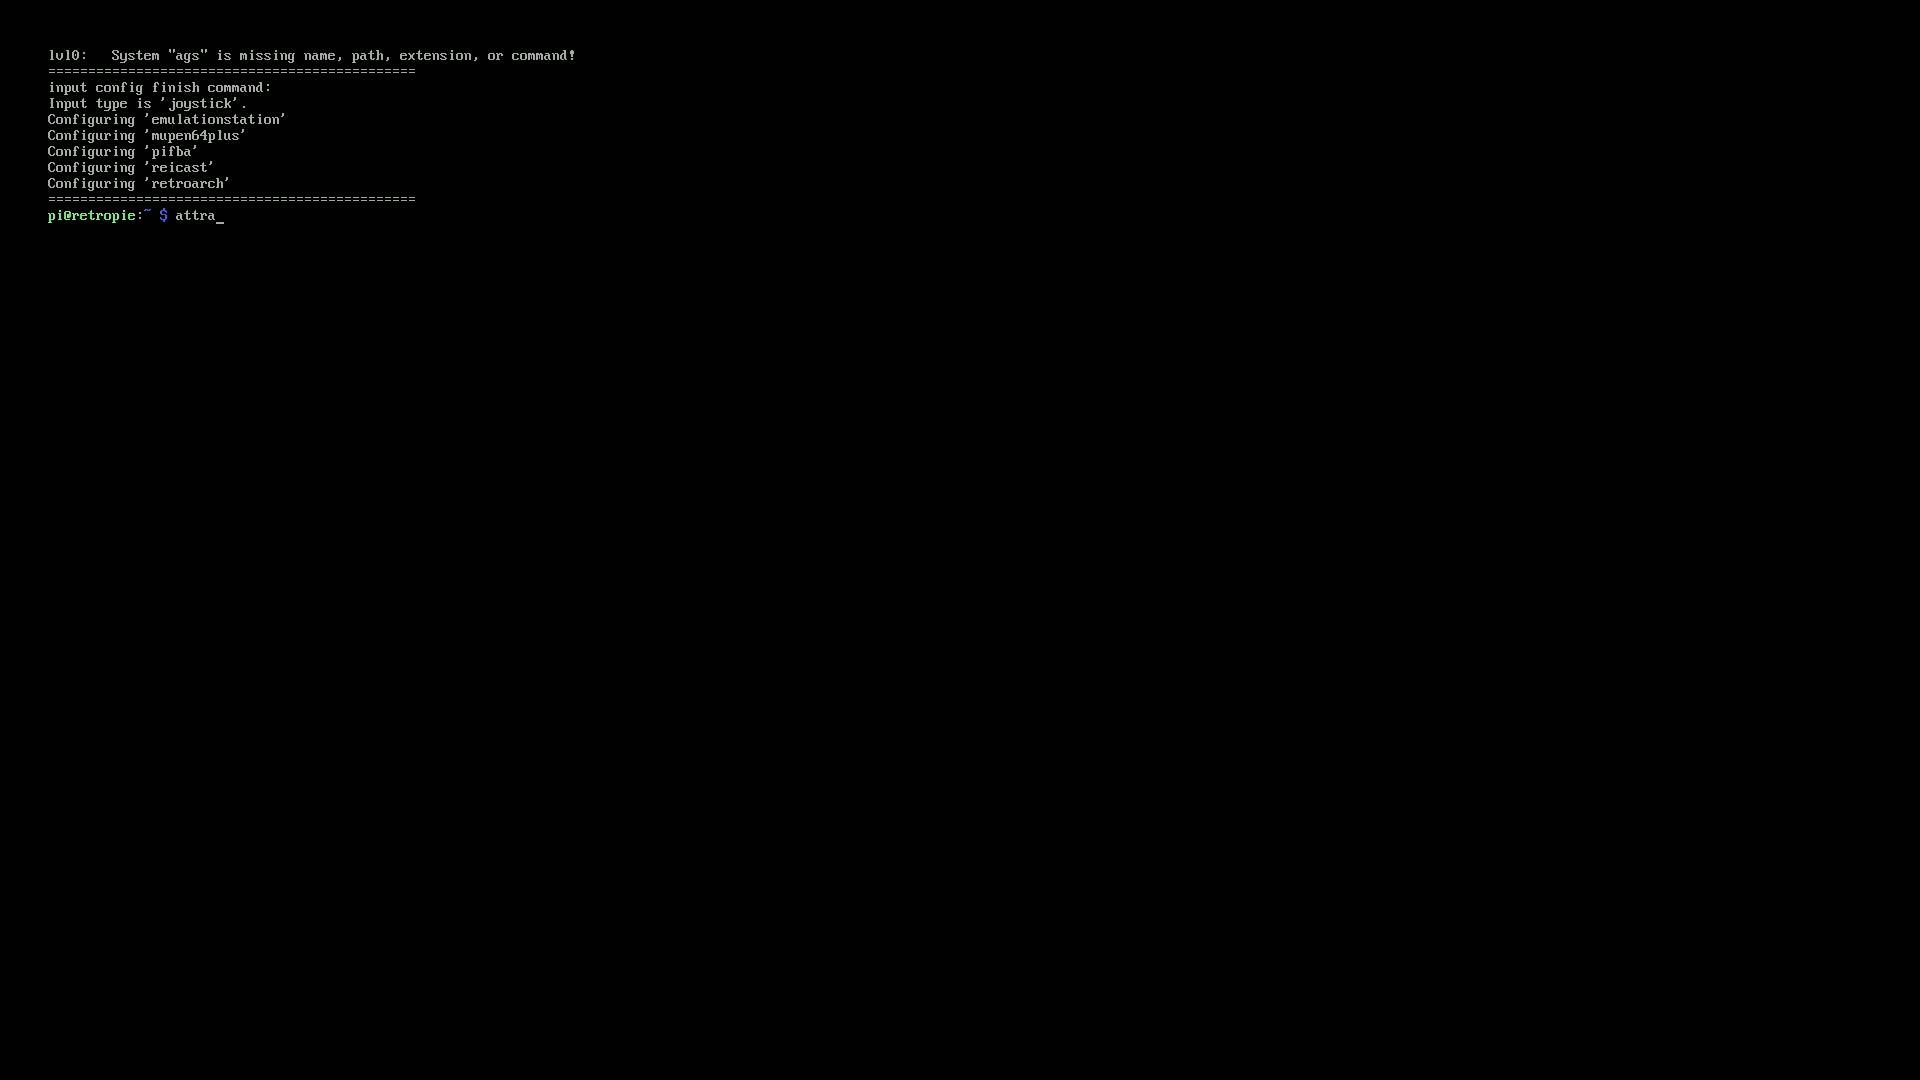 lvl0:   System "ags" is missing name, path, extension, or command!
==============================================
input config finish command:
Input type is 'joystick'.
Configuring 'emulationstation'
Configuring 'mupen64plus'
Configuring 'pifba'
Configuring 'reicast'
Configuring 'retroarch'
==============================================
pi@retropie:~ $ attra_